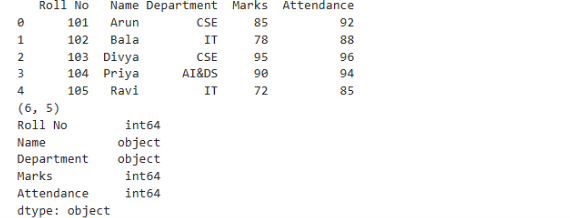 Roll No Name Department Marks Attendance
0 101 Arun CSE 85 92
1 102 Bala IT 78 88
2 103 Divya CSE 95 96
3 104 Priya AI&DS 90 94
4 105 Ravi IT 72 85
(6, 5)
Roll No int64
Name object
Department object
Marks int64
Attendance int64
dtype: object